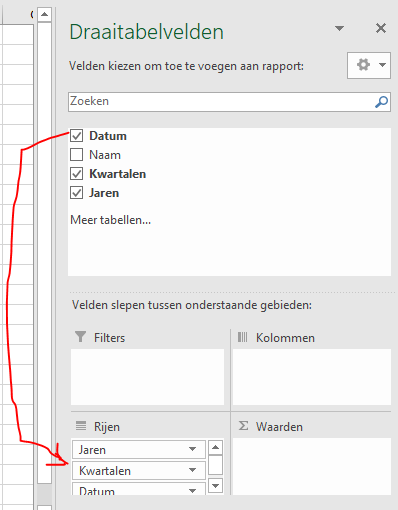 Draaitabelvelden
Velden kiezen om toe te voegen aan rapport:
Zoeken
Datum
Naam
Kwartalen
Jaren
Meer tabellen...
Velden slepen tussen onderstaande gebieden:
Filters
Kolommen
Rijen
Σ Waarden
Jaren
Kwartalen
Datum